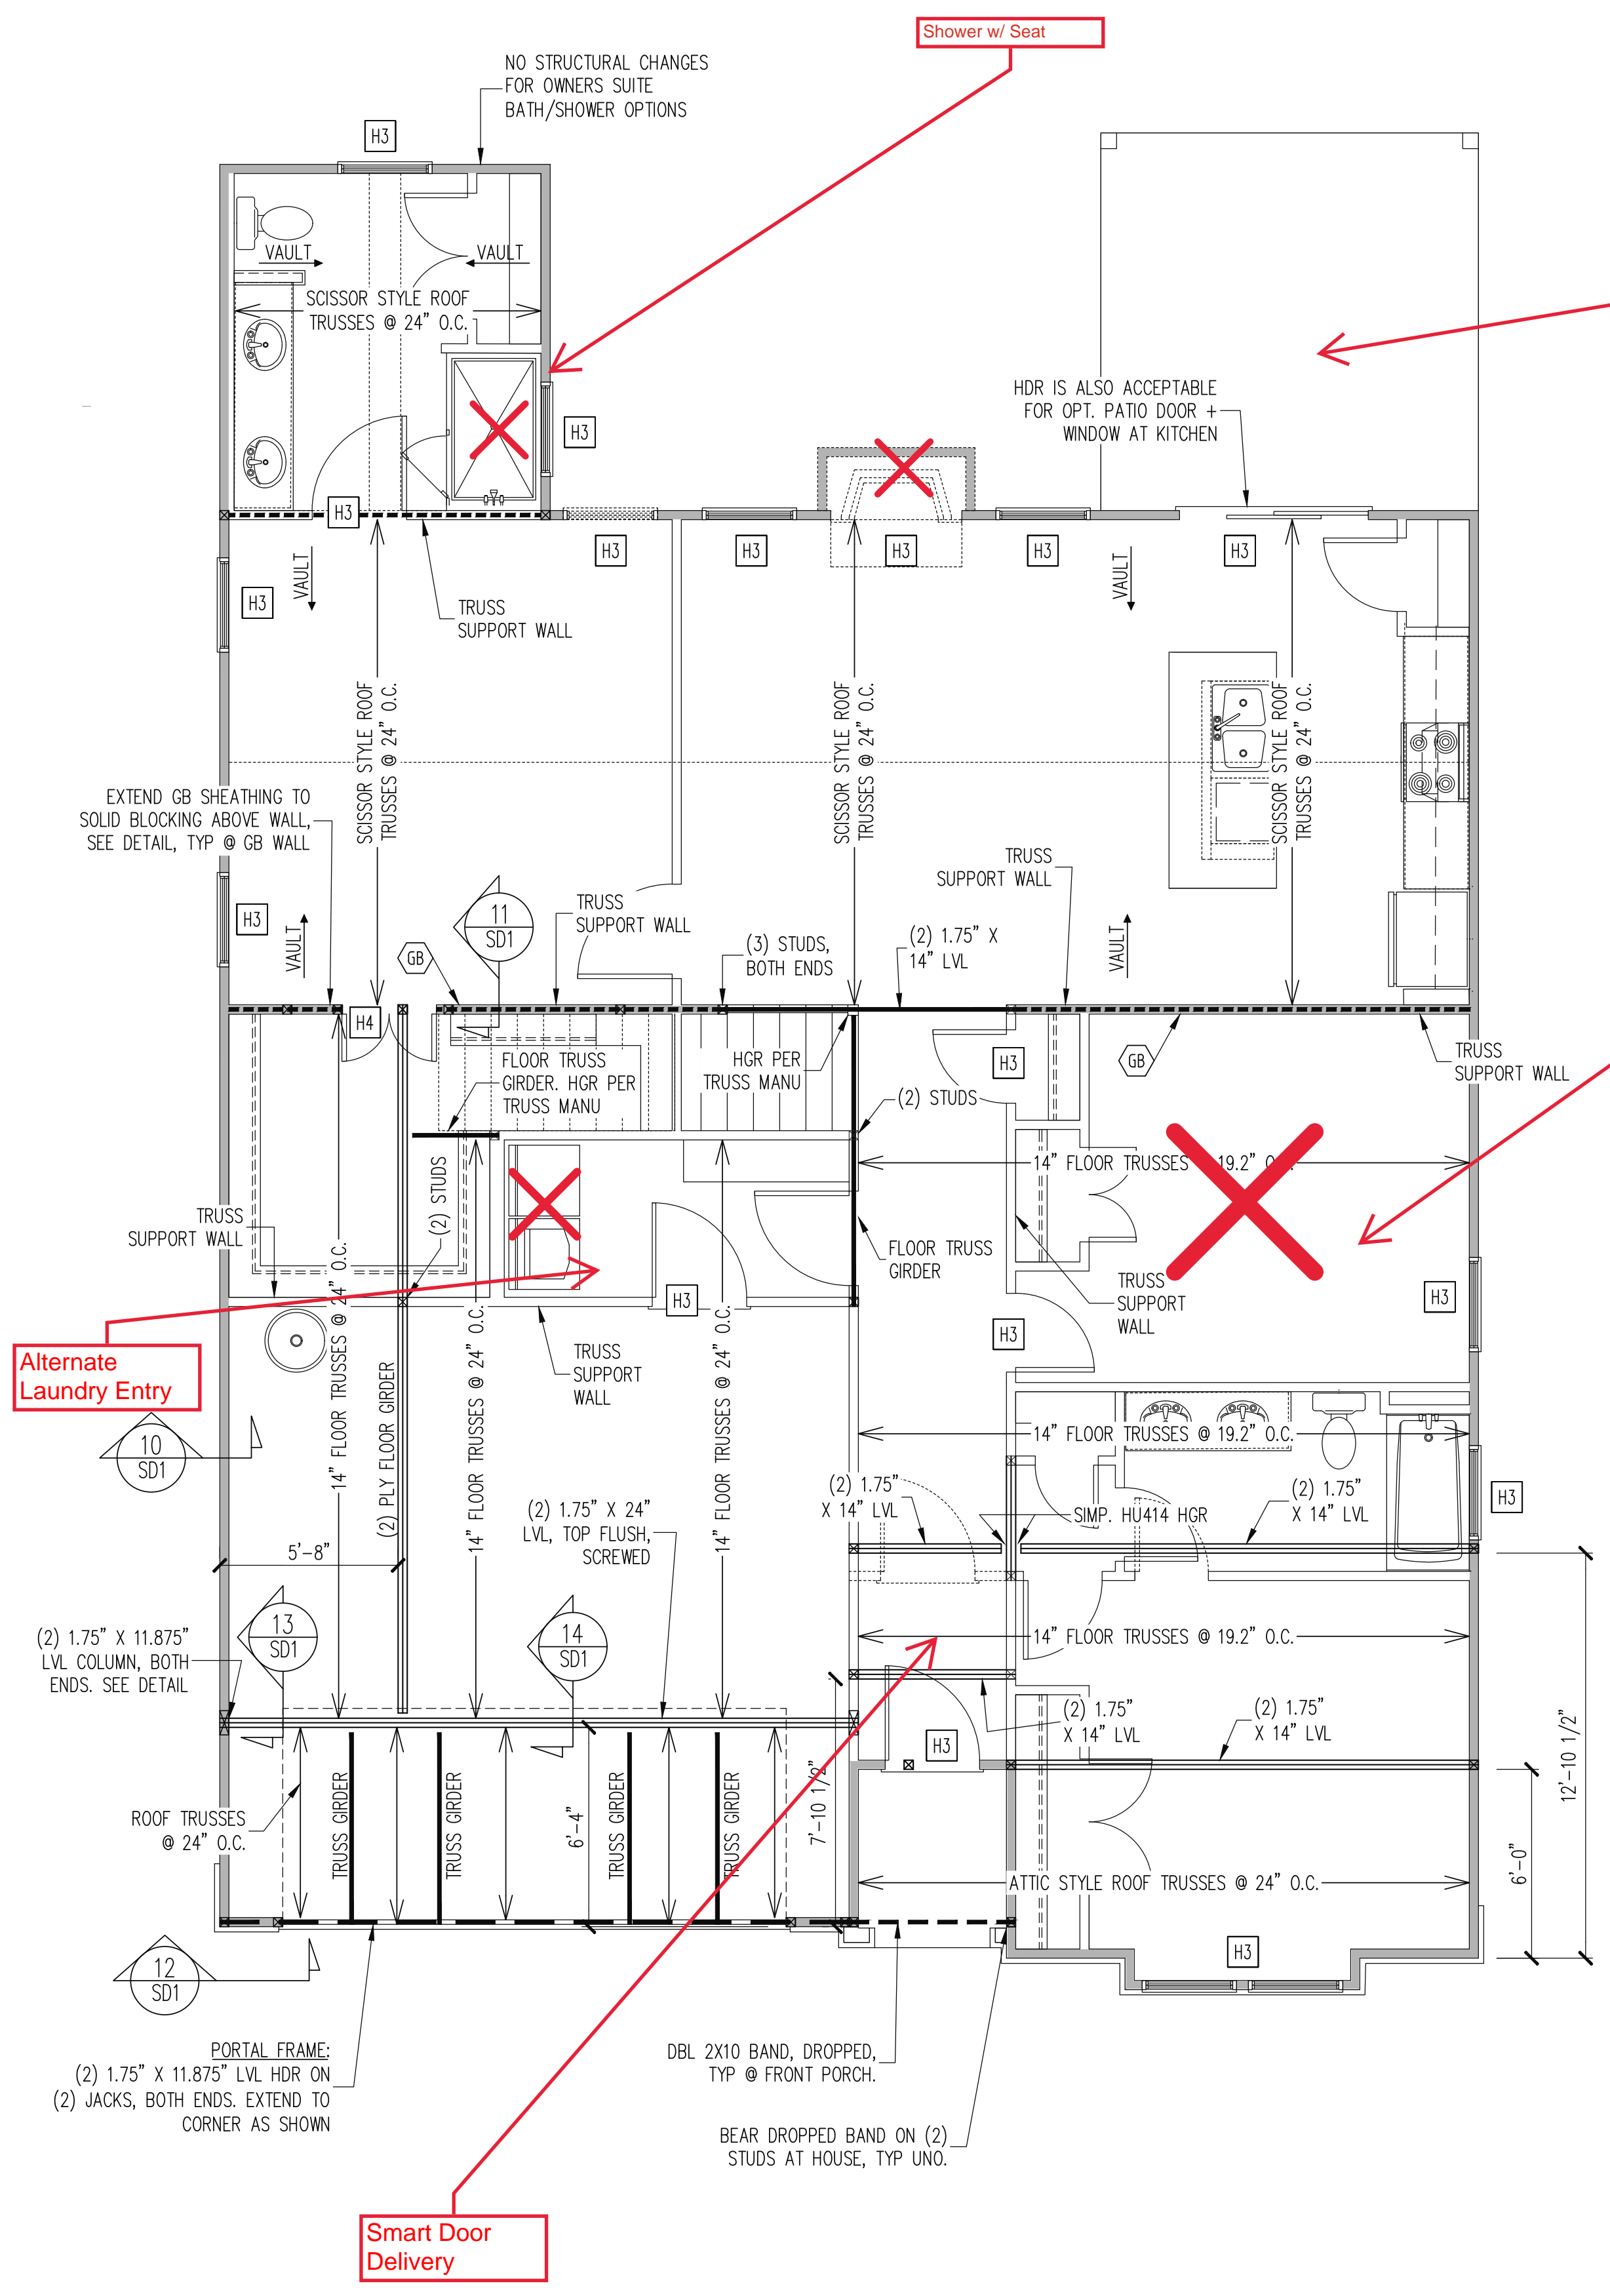 Shower w/ Seat
NO STRUCTURAL CHANGES
FOR OWNERS SUITE
BATH/SHOWER OPTIONS
H3
VAULT
VAULT
SCISSOR STYLE ROOF
TRUSSES @ 24” O.C.
HDR IS ALSO ACCEPTABLE
FOR OPT. PATIO DOOR +
WINDOW AT KITCHEN
H3
H3
H3
H3
H3
H3
H3
H3
VAULT
VAULT
TRUSS
SUPPORT WALL
SCISSOR STYLE ROOF
TRUSSES @ 24” O.C.
SCISSOR STYLE ROOF
TRUSSES @ 24” O.C.
SCISSOR STYLE ROOF
TRUSSES @ 24” O.C.
EXTEND GB SHEATHING TO
SOLID BLOCKING ABOVE WALL,
SEE DETAIL, TYP @ GB WALL
TRUSS
SUPPORT WALL
H3
VAULT
11
SD1
TRUSS
SUPPORT WALL
(3) STUDS,
BOTH ENDS
(2) 1.75” X
14” LVL
VAULT
GB
H4
FLOOR TRUSS
GIRDER. HGR PER
TRUSS MANU
HGR PER
TRUSS MANU
H3
GB
TRUSS
SUPPORT WALL
(2) STUDS
14” FLOOR TRUSSES @ 19.2” O.C.
(2) STUDS
TRUSS
SUPPORT WALL
FLOOR TRUSS
GIRDER
TRUSS
SUPPORT
WALL
H3
H3
H3
Alternate
Laundry Entry
TRUSS
SUPPORT
WALL
14” FLOOR TRUSSES @ 24” O.C.
(2) PLY FLOOR GIRDER
14” FLOOR TRUSSES @ 24” O.C.
14” FLOOR TRUSSES @ 24” O.C.
10
SD1
14” FLOOR TRUSSES @ 19.2” O.C.
(2) 1.75”
X 14” LVL
(2) 1.75”
X 14” LVL
H3
SIMP. HU414 HGR
(2) 1.75” X 24”
LVL, TOP FLUSH,
SCREWED
5’-8”
13
SD1
14
SD1
(2) 1.75” X 11.875”
LVL COLUMN, BOTH
ENDS. SEE DETAIL
14” FLOOR TRUSSES @ 19.2” O.C.
(2) 1.75”
X 14” LVL
(2) 1.75”
X 14” LVL
H3
12’-10 1/2”
ROOF TRUSSES
@ 24” O.C.
TRUSS GIRDER
TRUSS GIRDER
6’-4”
TRUSS GIRDER
TRUSS GIRDER
7’-10 1/2”
6’-0”
ATTIC STYLE ROOF TRUSSES @ 24” O.C.
H3
12
SD1
PORTAL FRAME:
(2) 1.75” X 11.875” LVL HDR ON
(2) JACKS, BOTH ENDS. EXTEND TO
CORNER AS SHOWN
DBL 2X10 BAND, DROPPED,
TYP @ FRONT PORCH.
BEAR DROPPED BAND ON (2)
STUDS AT HOUSE, TYP UNO.
Smart Door
Delivery